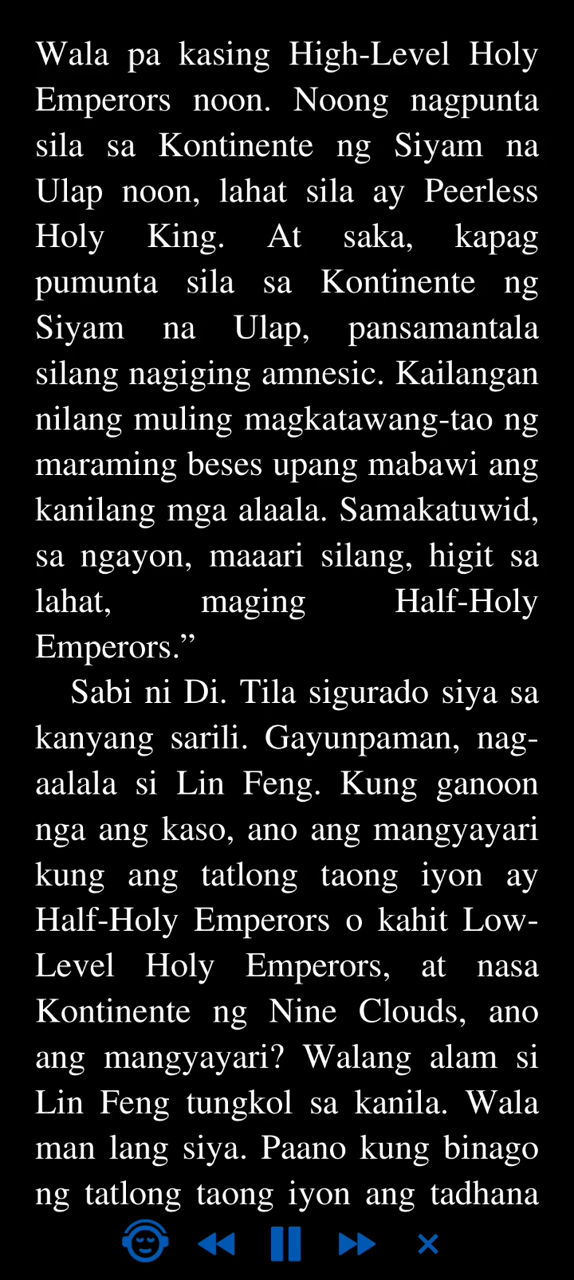 Wala pa kasing High-Level Holy
Emperors noon. Noong nagpunta
sila sa Kontinente ng Siyam na
Ulap noon, lahat sila ay Peerless
Holy King. At saka, kapag
pumunta sila sa Kontinente ng
Siyam na Ulap, pansamantala
silang nagiging amnesic. Kailangan
nilang muling magkatawang-tao ng
maraming beses upang mabawi ang
kanilang mga alaala. Samakatuwid,
sa ngayon, maaari silang, higit sa
lahat, maging Half-Holy
Emperors.”
Sabi ni Di. Tila sigurado siya sa
kanyang sarili. Gayunpaman, nag-
aalala si Lin Feng. Kung ganoon
nga ang kaso, ano ang mangyayari
kung ang tatlong taong iyon ay
Half-Holy Emperors o kahit Low-
Level Holy Emperors, at nasa
Kontinente ng Nine Clouds, ano
ang mangyayari? Walang alam si
Lin Feng tungkol sa kanila. Wala
man lang siya. Paano kung binago
ng tatlong taong iyon ang tadhana